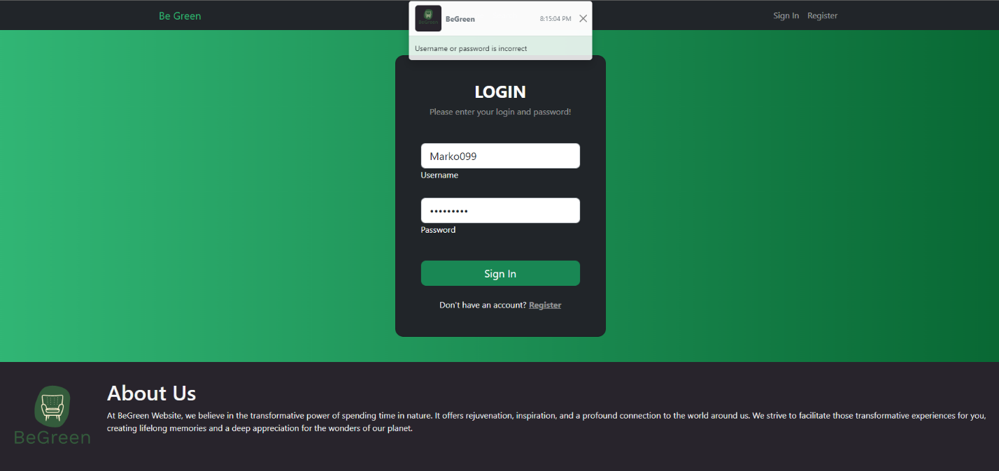 Be Green
BeGreen
BeGreen
8:15:04 PM
Sign In
Register
Username or password is incorrect
LOGIN
Please enter your login and password!
Marko099
Username
•••••••••
Password
Sign In
Don't have an account? Register
About Us
At BeGreen Website, we believe in the transformative power of spending time in nature. It offers rejuvenation, inspiration, and a profound connection to the world around us. We strive to facilitate those transformative experiences for you,
creating lifelong memories and a deep appreciation for the wonders of our planet.
BeGreen